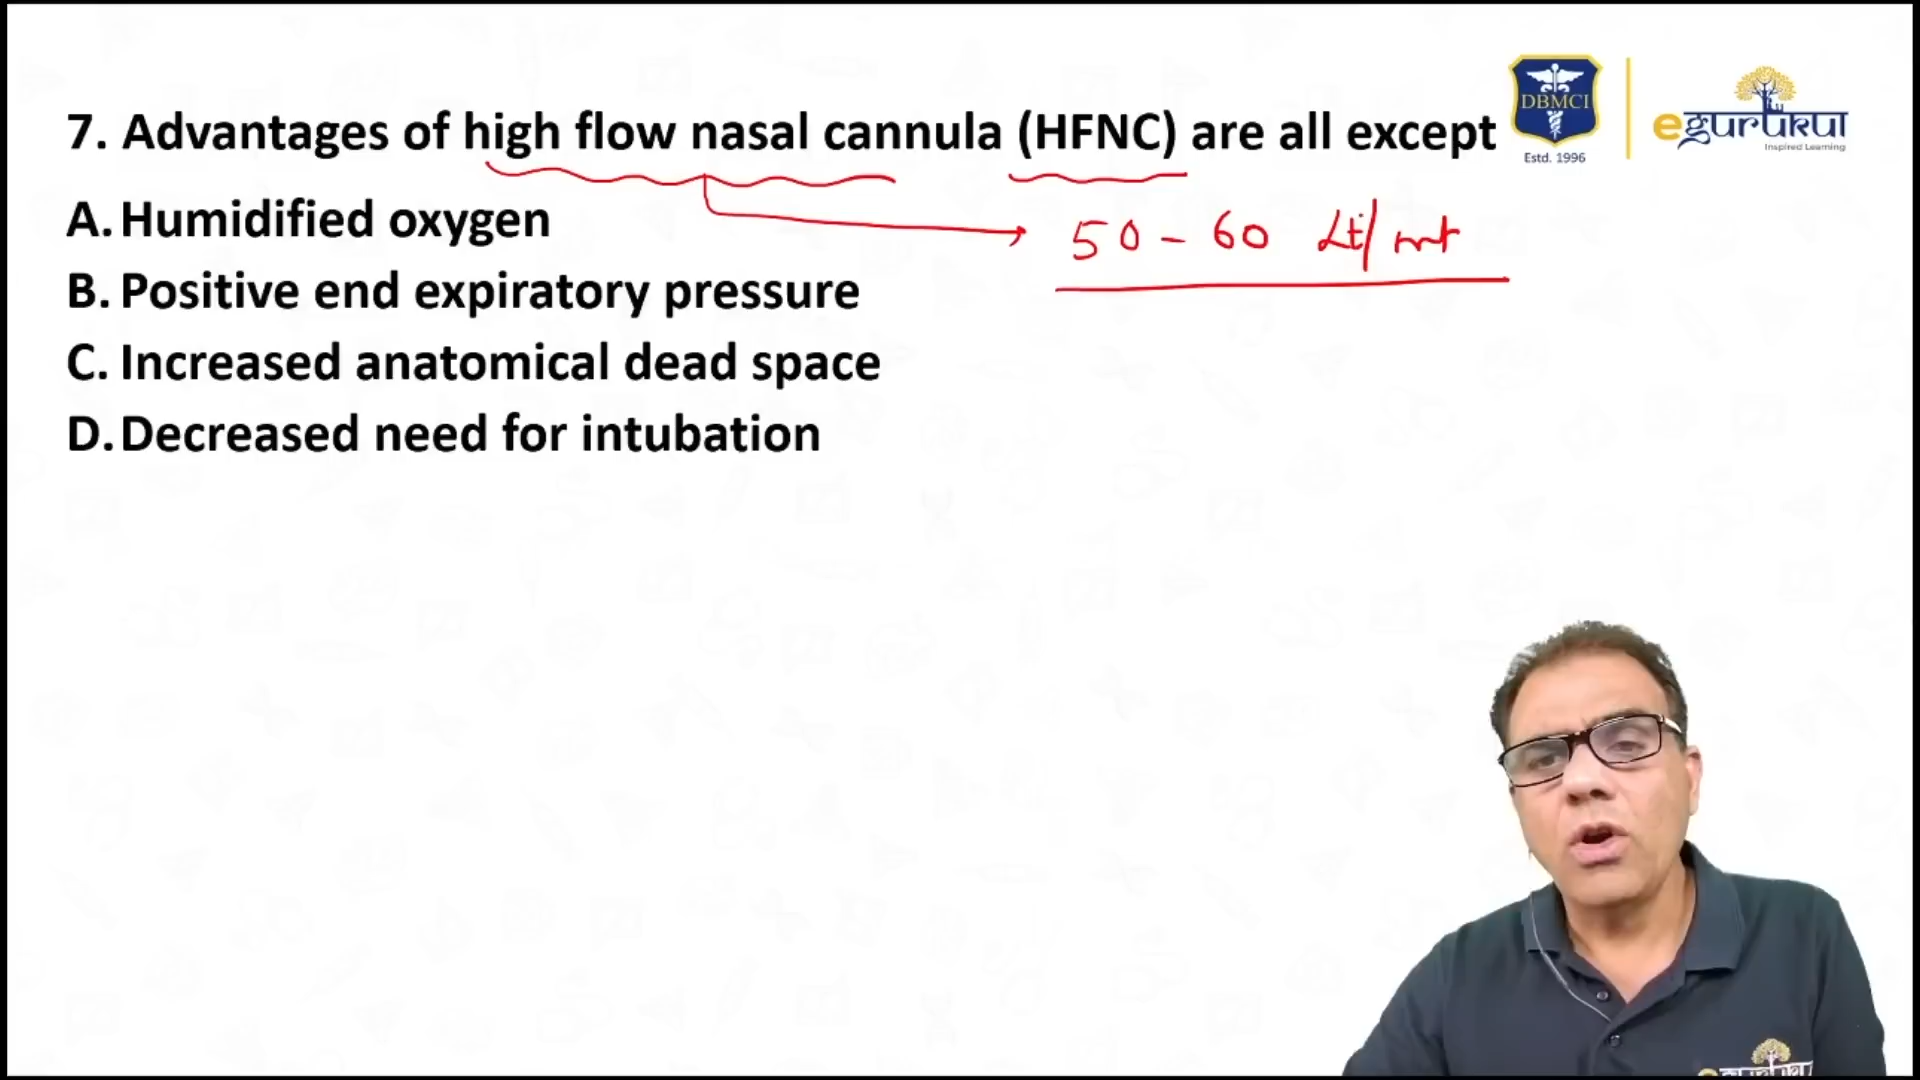 7. Advantages of high flow nasal cannula (HFNC) are all except
A. Humidified oxygen
B. Positive end expiratory pressure
C. Increased anatomical dead space
D. Decreased need for intubation
50 - 60 Lt/mt
DBMCI
Estd. 1996
egurukul
Inspired Learning